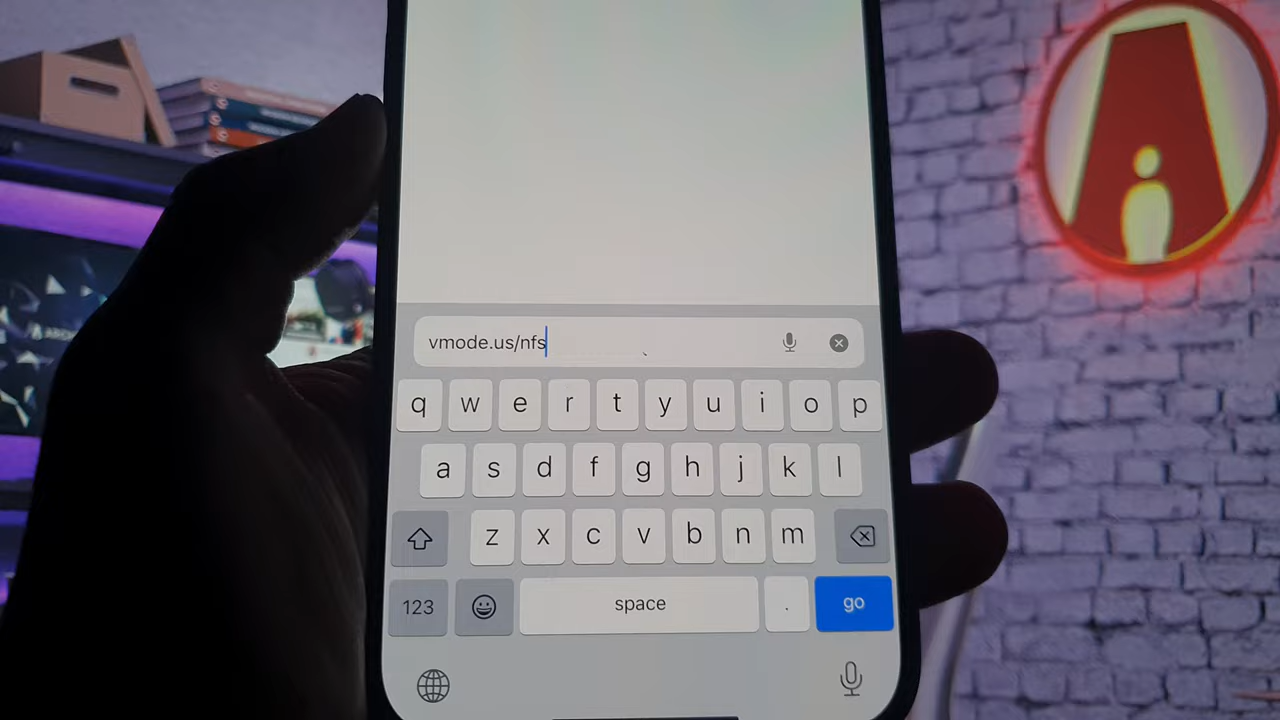 vmode.us/nfs
q w e r t y u i o p
a s d f g h j k l
z x c v b n m
123 space . go